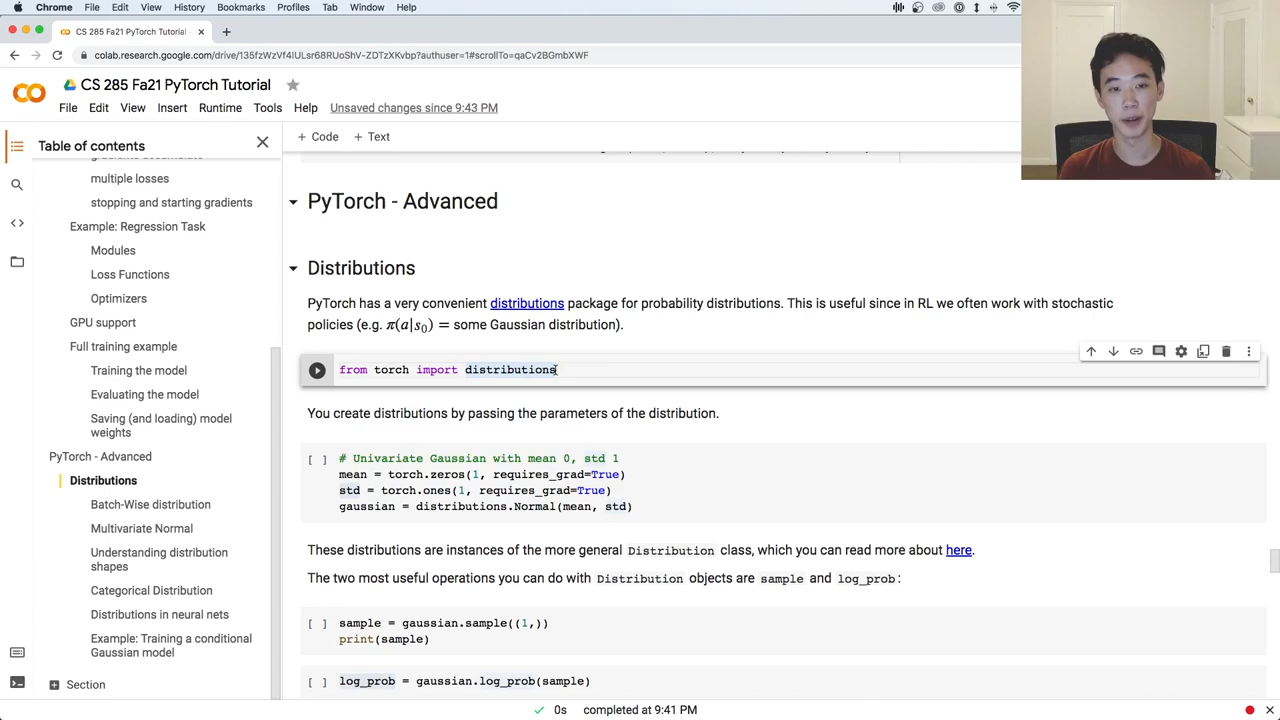 Chrome File Edit View History Bookmarks Profiles Tab Window Help
CS 285 Fa21 PyTorch Tutorial
colab.research.google.com/drive/135fzWzVf4IULsr68RUoShV-ZDTzXKvbp?authuser=1#scrollTo=qaCv2BGmbXWF
CS 285 Fa21 PyTorch Tutorial
File Edit View Insert Runtime Tools Help Unsaved changes since 9:43 PM
+ Code + Text
Table of contents
multiple losses
stopping and starting gradients
Example: Regression Task
Modules
Loss Functions
Optimizers
GPU support
Full training example
Training the model
Evaluating the model
Saving (and loading) model
weights
PyTorch - Advanced
Distributions
Batch-Wise distribution
Multivariate Normal
Understanding distribution
shapes
Categorical Distribution
Distributions in neural nets
Example: Training a conditional
Gaussian model
Section
PyTorch - Advanced
Distributions
PyTorch has a very convenient distributions package for probability distributions. This is useful since in RL we often work with stochastic
policies (e.g. π(a|s₀) = some Gaussian distribution).
from torch import distributions
You create distributions by passing the parameters of the distribution.
[ ] # Univariate Gaussian with mean 0, std 1
mean = torch.zeros(1, requires_grad=True)
std = torch.ones(1, requires_grad=True)
gaussian = distributions.Normal(mean, std)
These distributions are instances of the more general Distribution class, which you can read more about here.
The two most useful operations you can do with Distribution objects are sample and log_prob:
[ ] sample = gaussian.sample((1,))
print(sample)
[ ] log_prob = gaussian.log_prob(sample)
0s completed at 9:41 PM